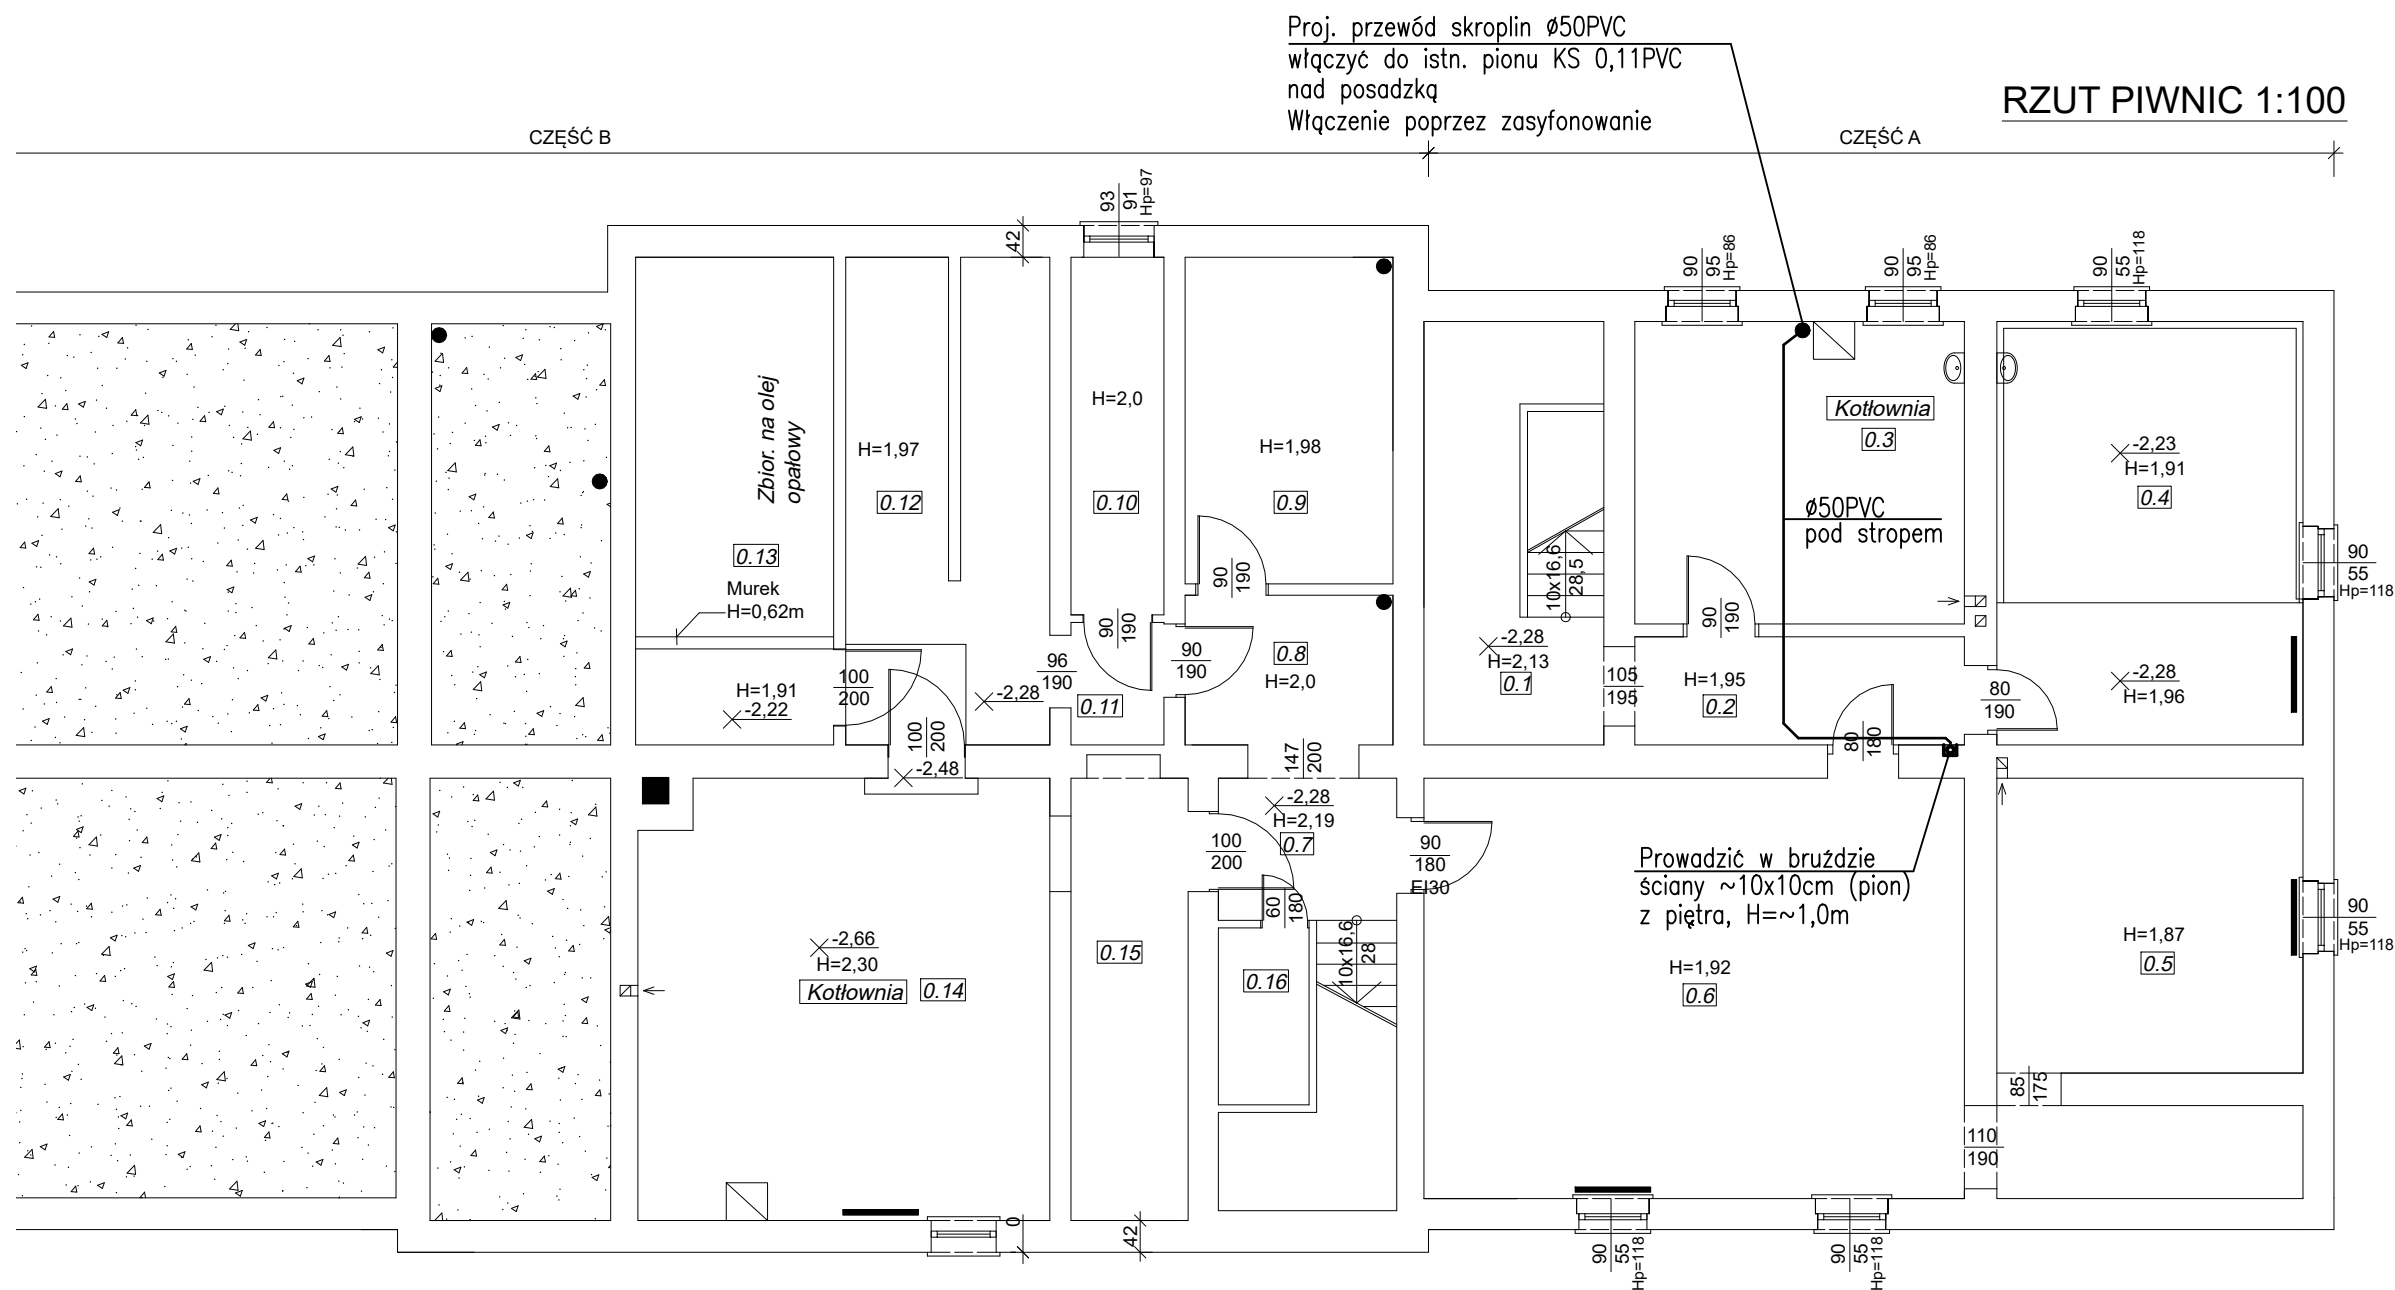 Proj. przewód skroplin ø50PVC
włączyć do istn. pionu KS 0,11PVC
nad posadzką
Włączenie poprzez zasyfonowanie
RZUT PIWNIC 1:100
CZĘŚĆ B
CZĘŚĆ A
93
91
Hp=97
42
90
95
Hp=86
90
95
Hp=86
90
55
Hp=118
Zbior. na olej
opałowy
0.13
Murek
H=0,62m
H=1,91
-2,22
H=1,97
0.12
H=2,0
0.10
H=1,98
0.9
90
190
Kotłownia
0.3
-2,23
H=1,91
0.4
ø50PVC
pod stropem
90
55
Hp=118
10x16,6
28,5
-2,28
H=2,13
0.1
105
195
90
190
H=1,95
0.2
80
180
80
190
-2,28
H=1,96
100
200
100
200
-2,48
-2,28
96
190
90
190
0.11
90
190
0.8
H=2,0
147
200
-2,28
H=2,19
0.7
100
200
60
180
90
180
EI30
10x16,6
28
Prowadzić w bruździe
ściany ~10x10cm (pion)
z piętra, H=~1,0m
-2,66
H=2,30
Kotłownia
0.14
0.15
0.16
H=1,92
0.6
H=1,87
0.5
90
55
Hp=118
85
175
110
190
0
42
90
55
Hp=118
90
55
Hp=118